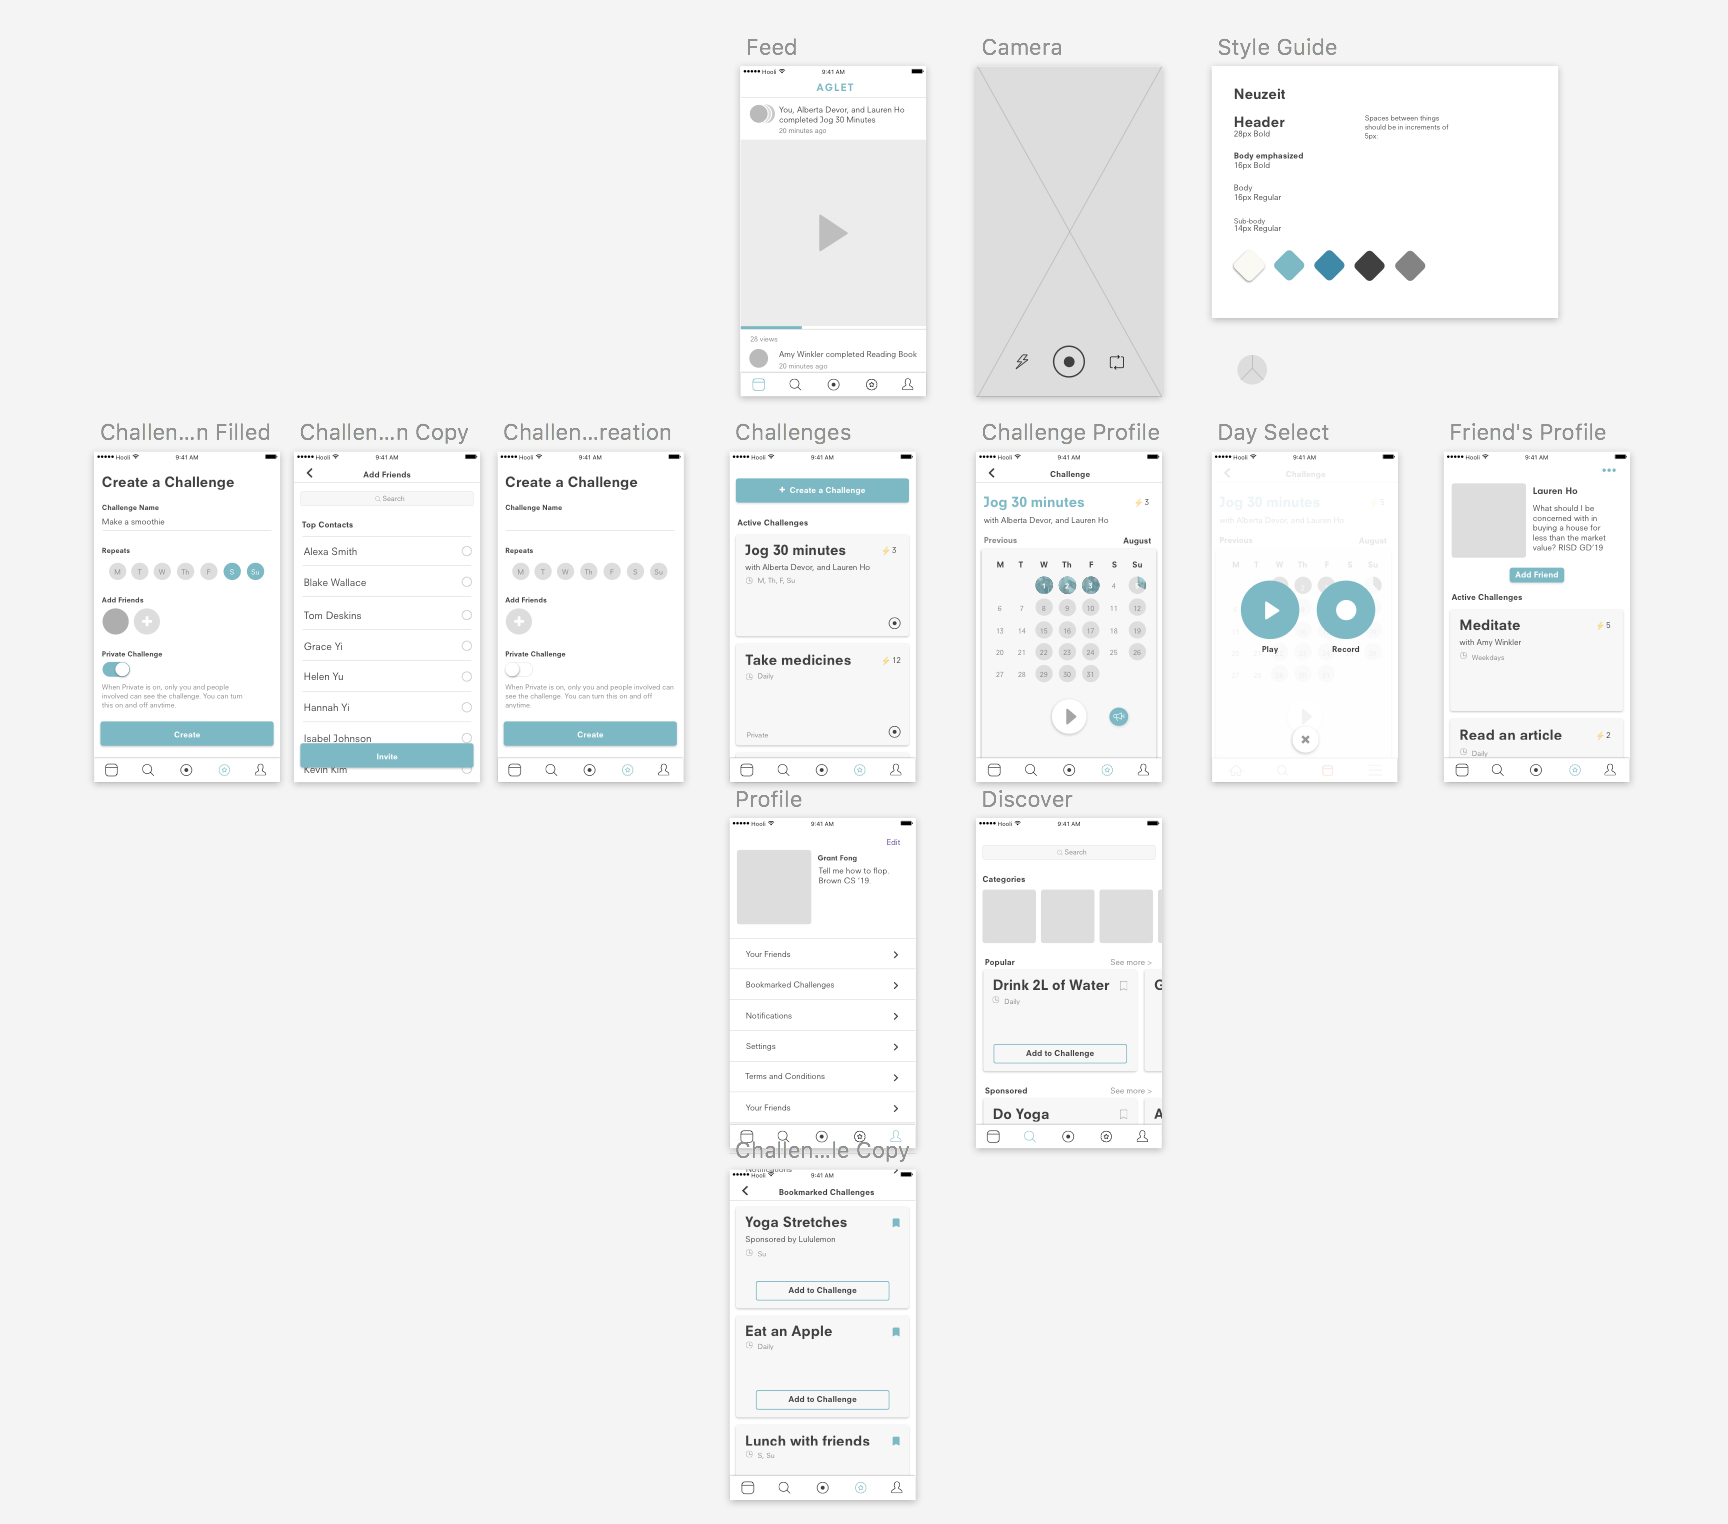 Feed
Hooli
9:41 AM
AGLET
You, Alberta Devor, and Lauren Ho
completed Jog 30 Minutes
20 minutes ago
28 views
Amy Winkler completed Reading Book
20 minutes ago
Camera
Style Guide
Neuzeit
Header
28px Bold
Spaces between things
should be in increments of
5px:
Body emphasized
16px Bold
Body
16px Regular
Sub-body
14px Regular
Challen...n Filled
Hooli
9:41 AM
Create a Challenge
Challenge Name
Make a smoothie
Repeats
M T W Th F S Su
Add Friends
Private Challenge
When Private is on, only you and people
involved can see the challenge. You can turn
this on and off anytime.
Create
Challen...n Copy
Hooli
9:41 AM
Add Friends
Search
Top Contacts
Alexa Smith
Blake Wallace
Tom Deskins
Grace Yi
Helen Yu
Hannah Yi
Isabel Johnson
Invite
Kevin Kim
Challen...reation
Hooli
9:41 AM
Create a Challenge
Challenge Name
Repeats
M T W Th F S Su
Add Friends
Private Challenge
When Private is on, only you and people involved can
see the challenge. You can turn this on and off
anytime.
Create
Challenges
Hooli
9:41 AM
+ Create a Challenge
Active Challenges
Jog 30 minutes
3
with Alberta Devor, and Lauren Ho
M, Th, F, Su
Take medicines
12
Daily
Private
Challenge Profile
Hooli
9:41 AM
Challenge
Jog 30 minutes
3
with Alberta Devor, and Lauren Ho
Previous
August
M T W Th F S Su
1 2 3 4
6 7 8 9 10 11 12
13 14 15 16 17 18 19
20 21 22 23 24 25 26
27 28 29 30 31
Day Select
Hooli
9:41 AM
Challenge
Jog 30 minutes
3
with Alberta Devor, and Lauren Ho
Previous
August
Play
Record
Friend's Profile
Hooli
9:41 AM
Lauren Ho
What should I be
concerned with in
buying a house for
less than the market
value? RISD GD'19
Add Friend
Active Challenges
Meditate
5
with Amy Winkler
Weekdays
Read an article
2
Daily
Profile
Hooli
9:41 AM
Edit
Grant Fong
Tell me how to flop.
Brown CS '19.
Your Friends
Bookmarked Challenges
Notifications
Settings
Terms and Conditions
Your Friends
Discover
Hooli
9:41 AM
Search
Categories
Popular
See more >
Drink 2L of Water
G
Daily
Add to Challenge
Sponsored
See more >
Do Yoga
A
Challen...le Copy
Notifications
Hooli
9:41 AM
Bookmarked Challenges
Yoga Stretches
Sponsored by Lululemon
Su
Add to Challenge
Eat an Apple
Daily
Add to Challenge
Lunch with friends
S, Su